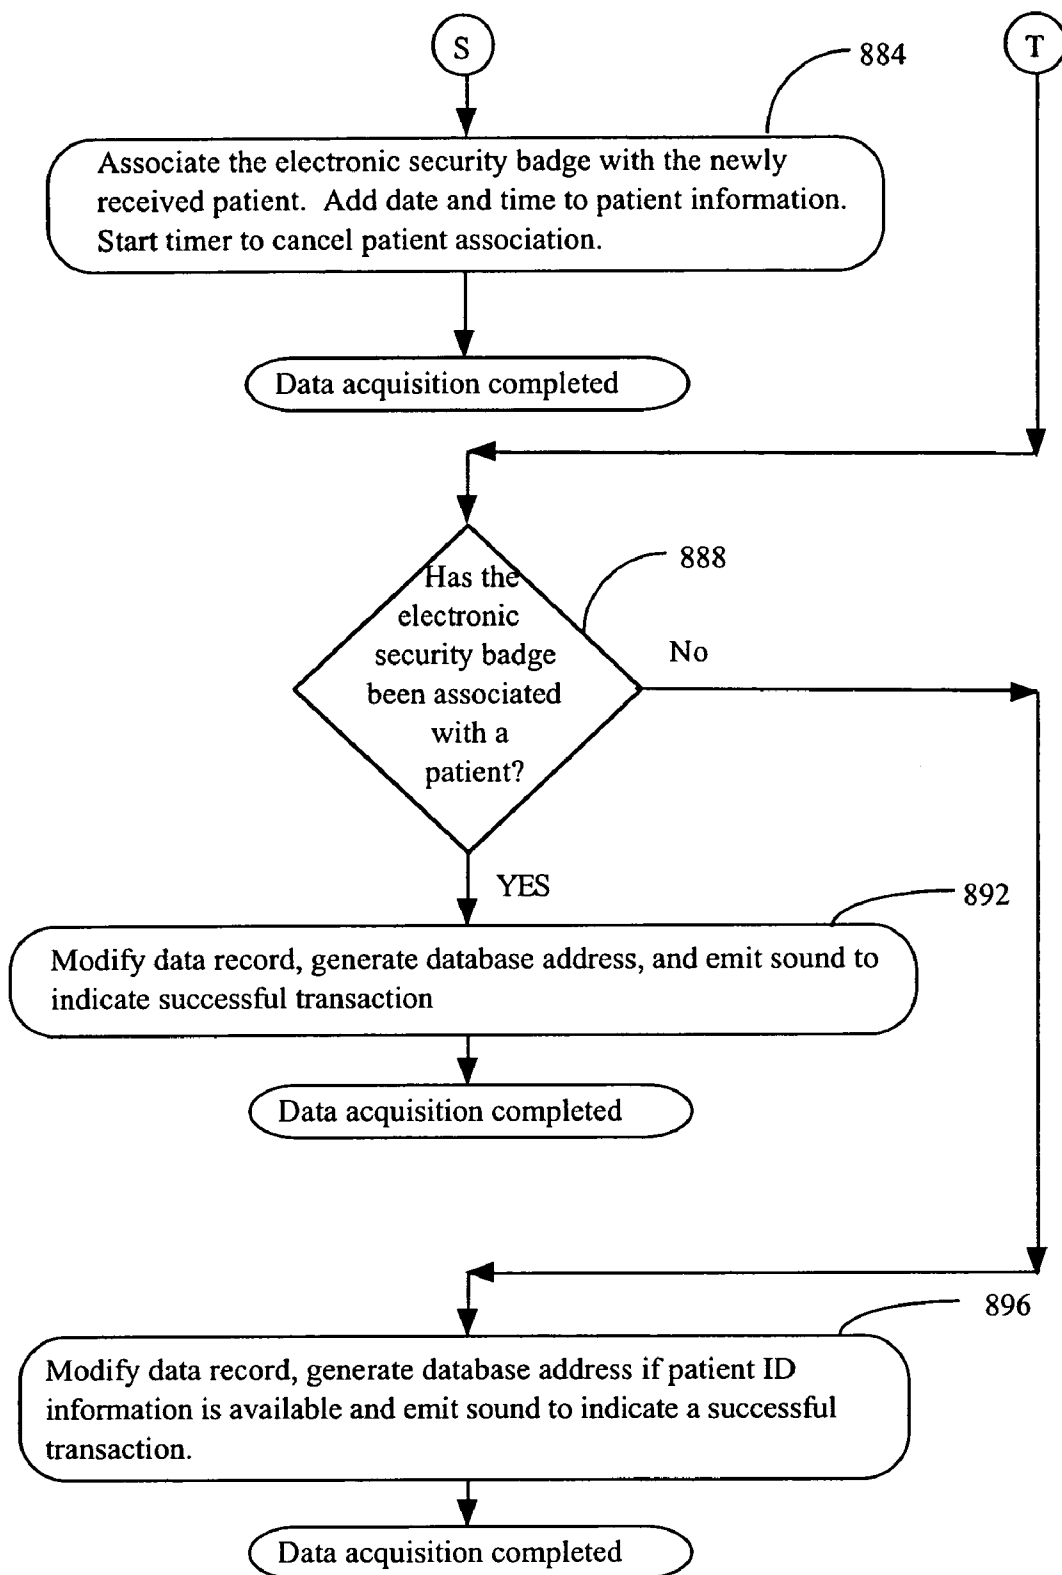 S
T
884
Associate the electronic security badge with the newly
received patient. Add date and time to patient information.
Start timer to cancel patient association.
Data acquisition completed
888
Has the
electronic
security badge
been associated
with a
patient?
No
YES
892
Modify data record, generate database address, and emit sound to
indicate successful transaction
Data acquisition completed
896
Modify data record, generate database address if patient ID
information is available and emit sound to indicate a successful
transaction.
Data acquisition completed